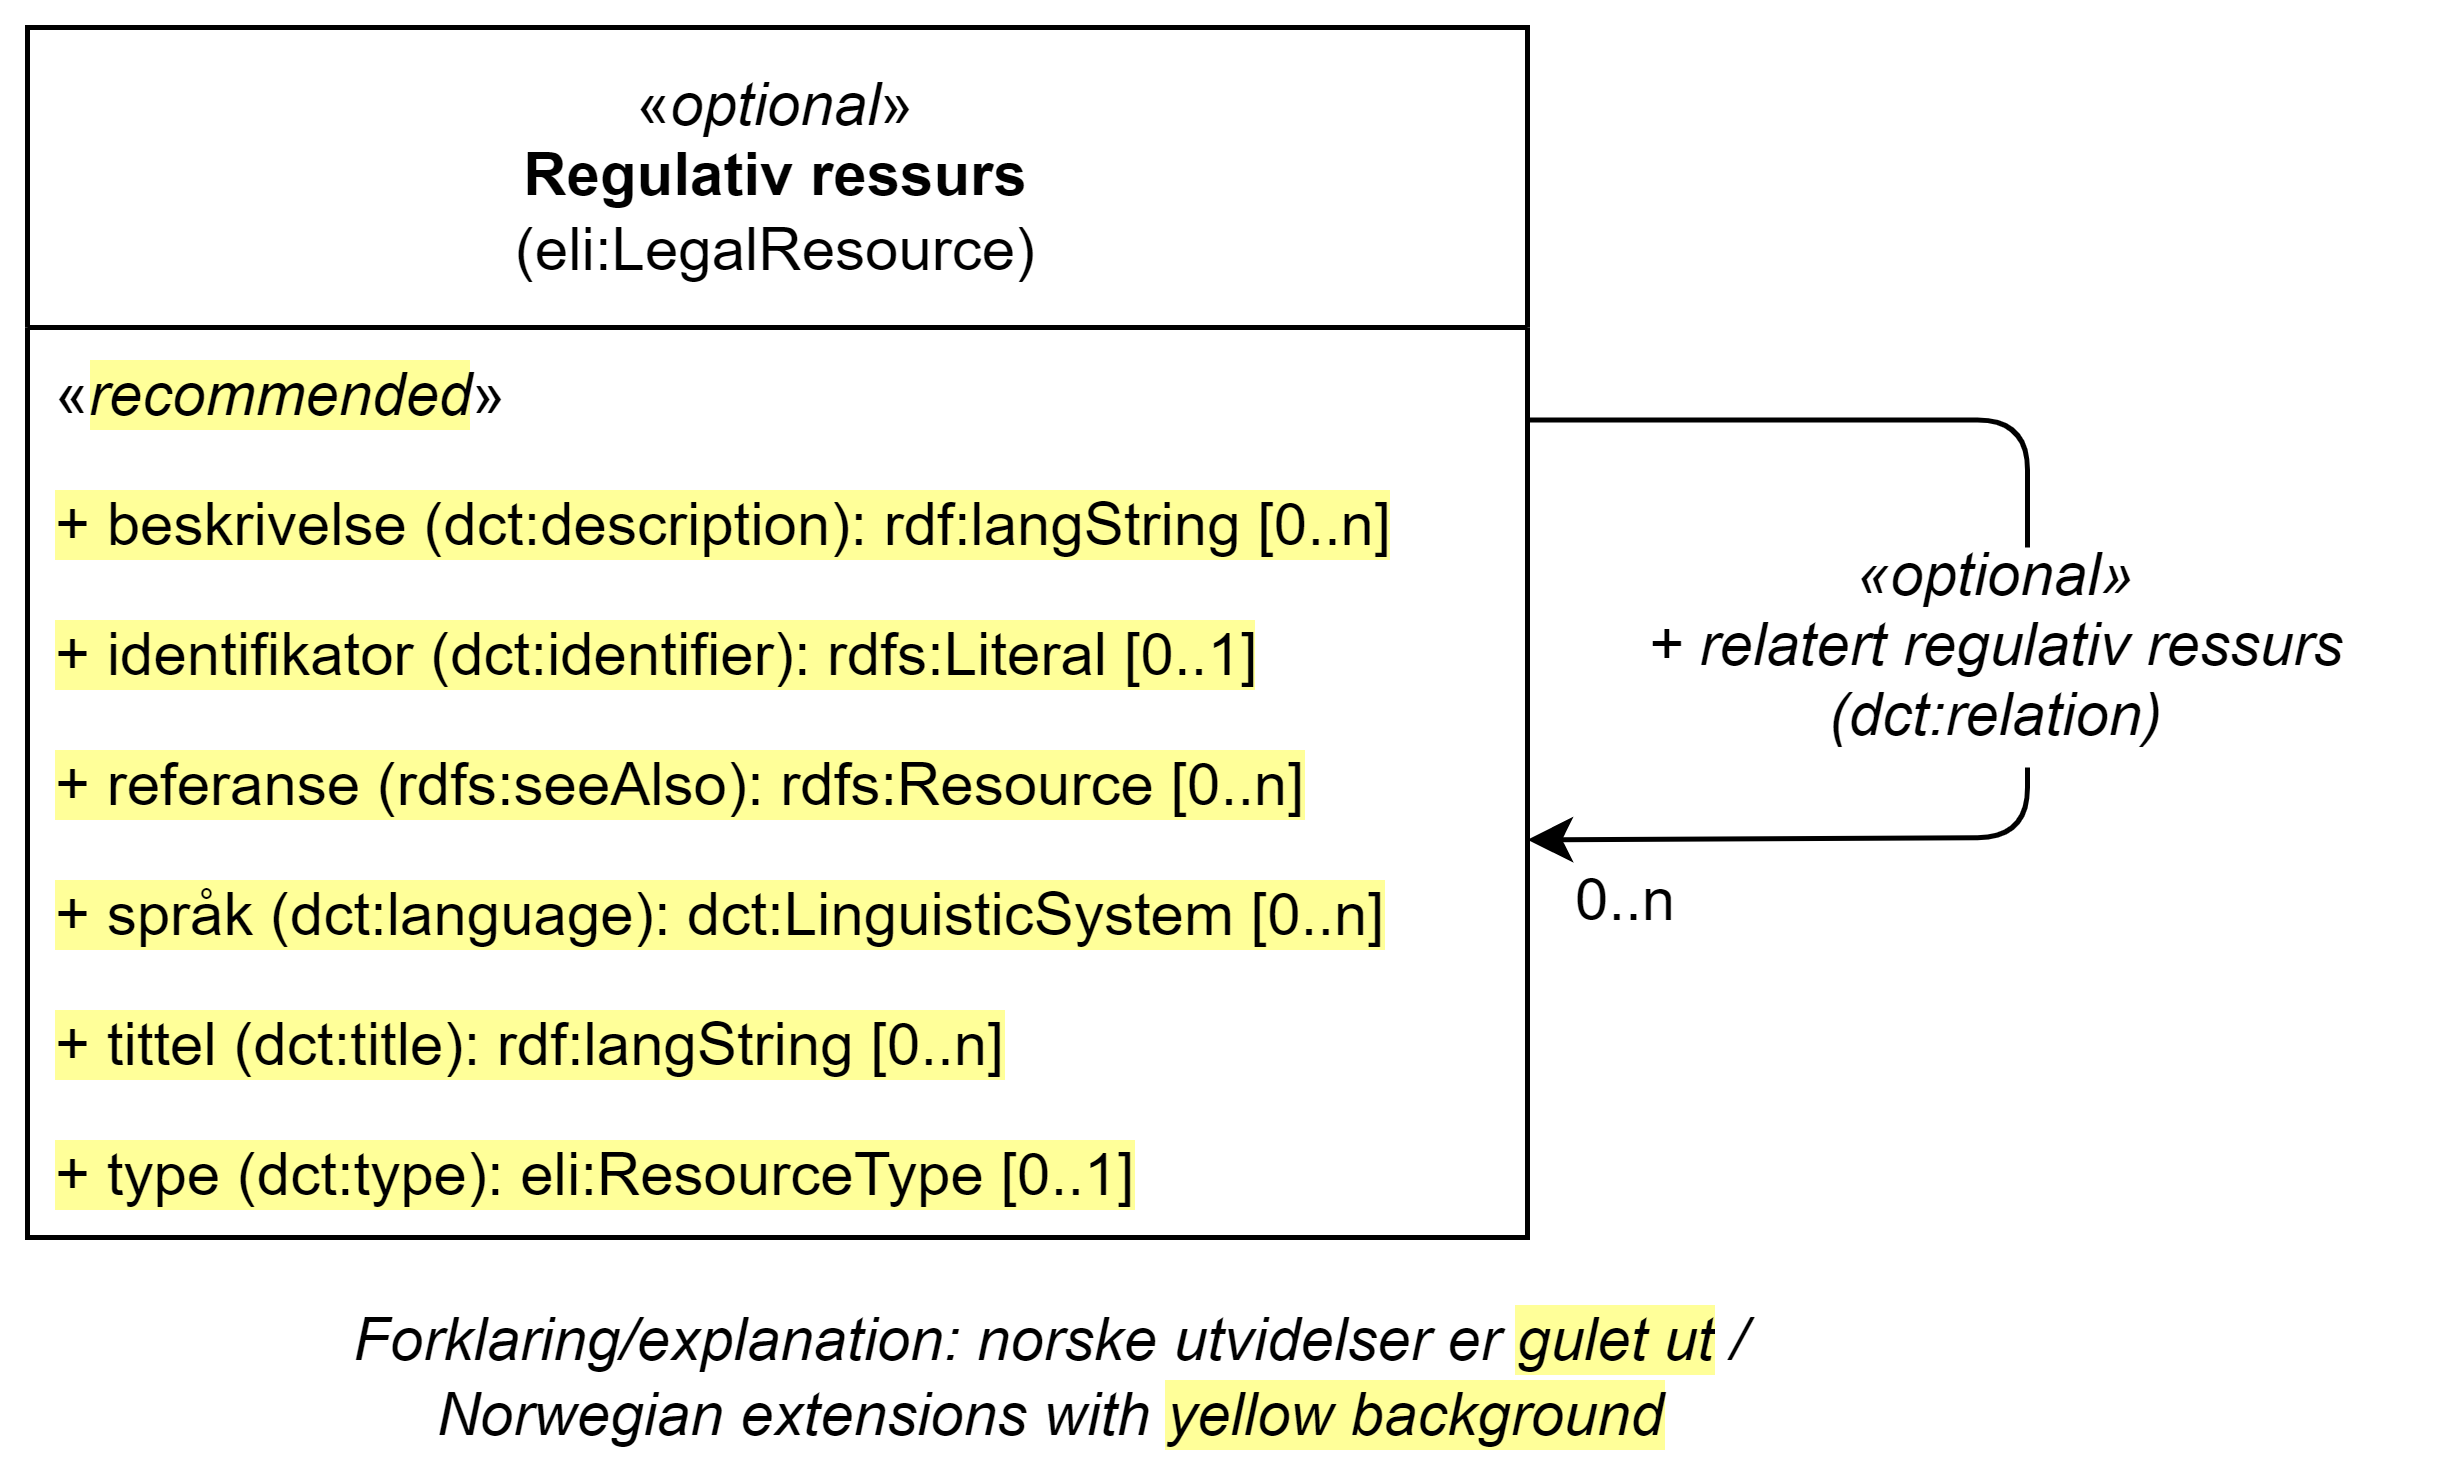 «optional»
Regulativ ressurs
(eli:LegalResource)
«recommended»
+ beskrivelse (dct:description): rdf:langString [0..n]
+ identifikator (dct:identifier): rdfs:Literal [0..1]
+ referanse (rdfs:seeAlso): rdfs:Resource [0..n]
+ språk (dct:language): dct:LinguisticSystem [0..n]
+ tittel (dct:title): rdf:langString [0..n]
+ type (dct:type): eli:ResourceType [0..1]
«optional»
+ relatert regulativ ressurs
(dct:relation)
0..n
Forklaring/explanation: norske utvidelser er gulet ut /
Norwegian extensions with yellow background